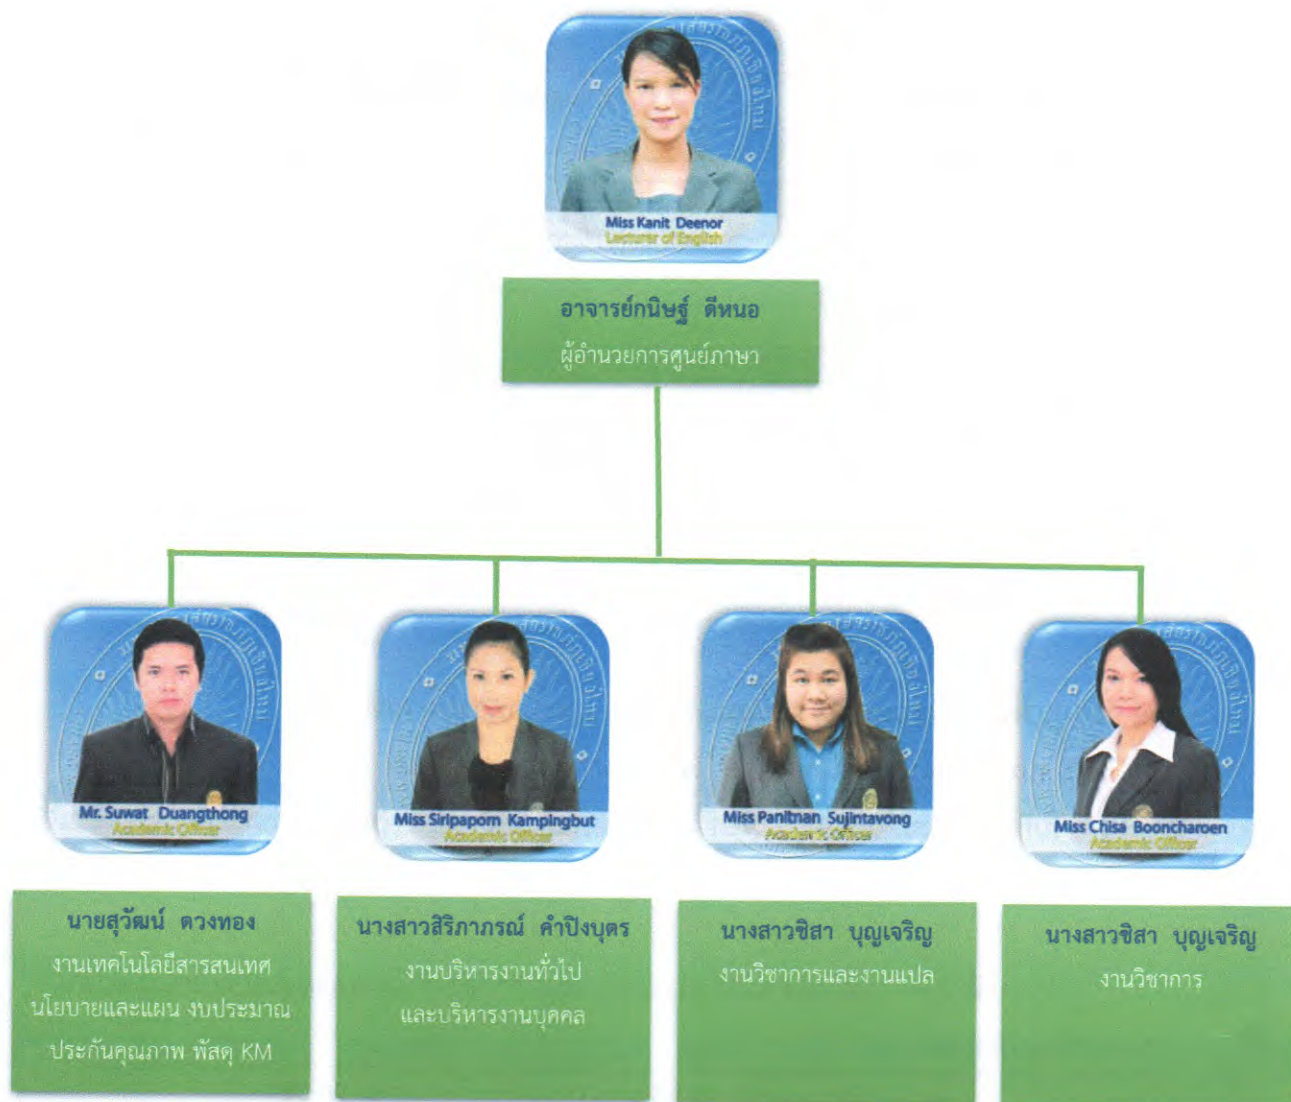 Miss Kanit Deenor
Lecturer of English
อาจารย์กนิษฐ์ ดีหนอ
ผู้อำนวยการศูนย์ภาษา
Mr. Suwat Duangthong
Academic Officer
Miss Siripaporn Kampingbut
Academic Officer
Miss Panitnan Sujintavong
Academic Officer
Miss Chisa Booncharoen
Academic Officer
นายสุวัฒน์ ดวงทอง
งานเทคโนโลยีสารสนเทศ
นโยบายและแผน งบประมาณ
ประกันคุณภาพ พัสดุ KM
นางสาวสิริภาภรณ์ คำปิงบุตร
งานบริหารงานทั่วไป
และบริหารงานบุคคล
นางสาวชิสา บุญเจริญ
งานวิชาการและงานแปล
นางสาวชิสา บุญเจริญ
งานวิชาการ